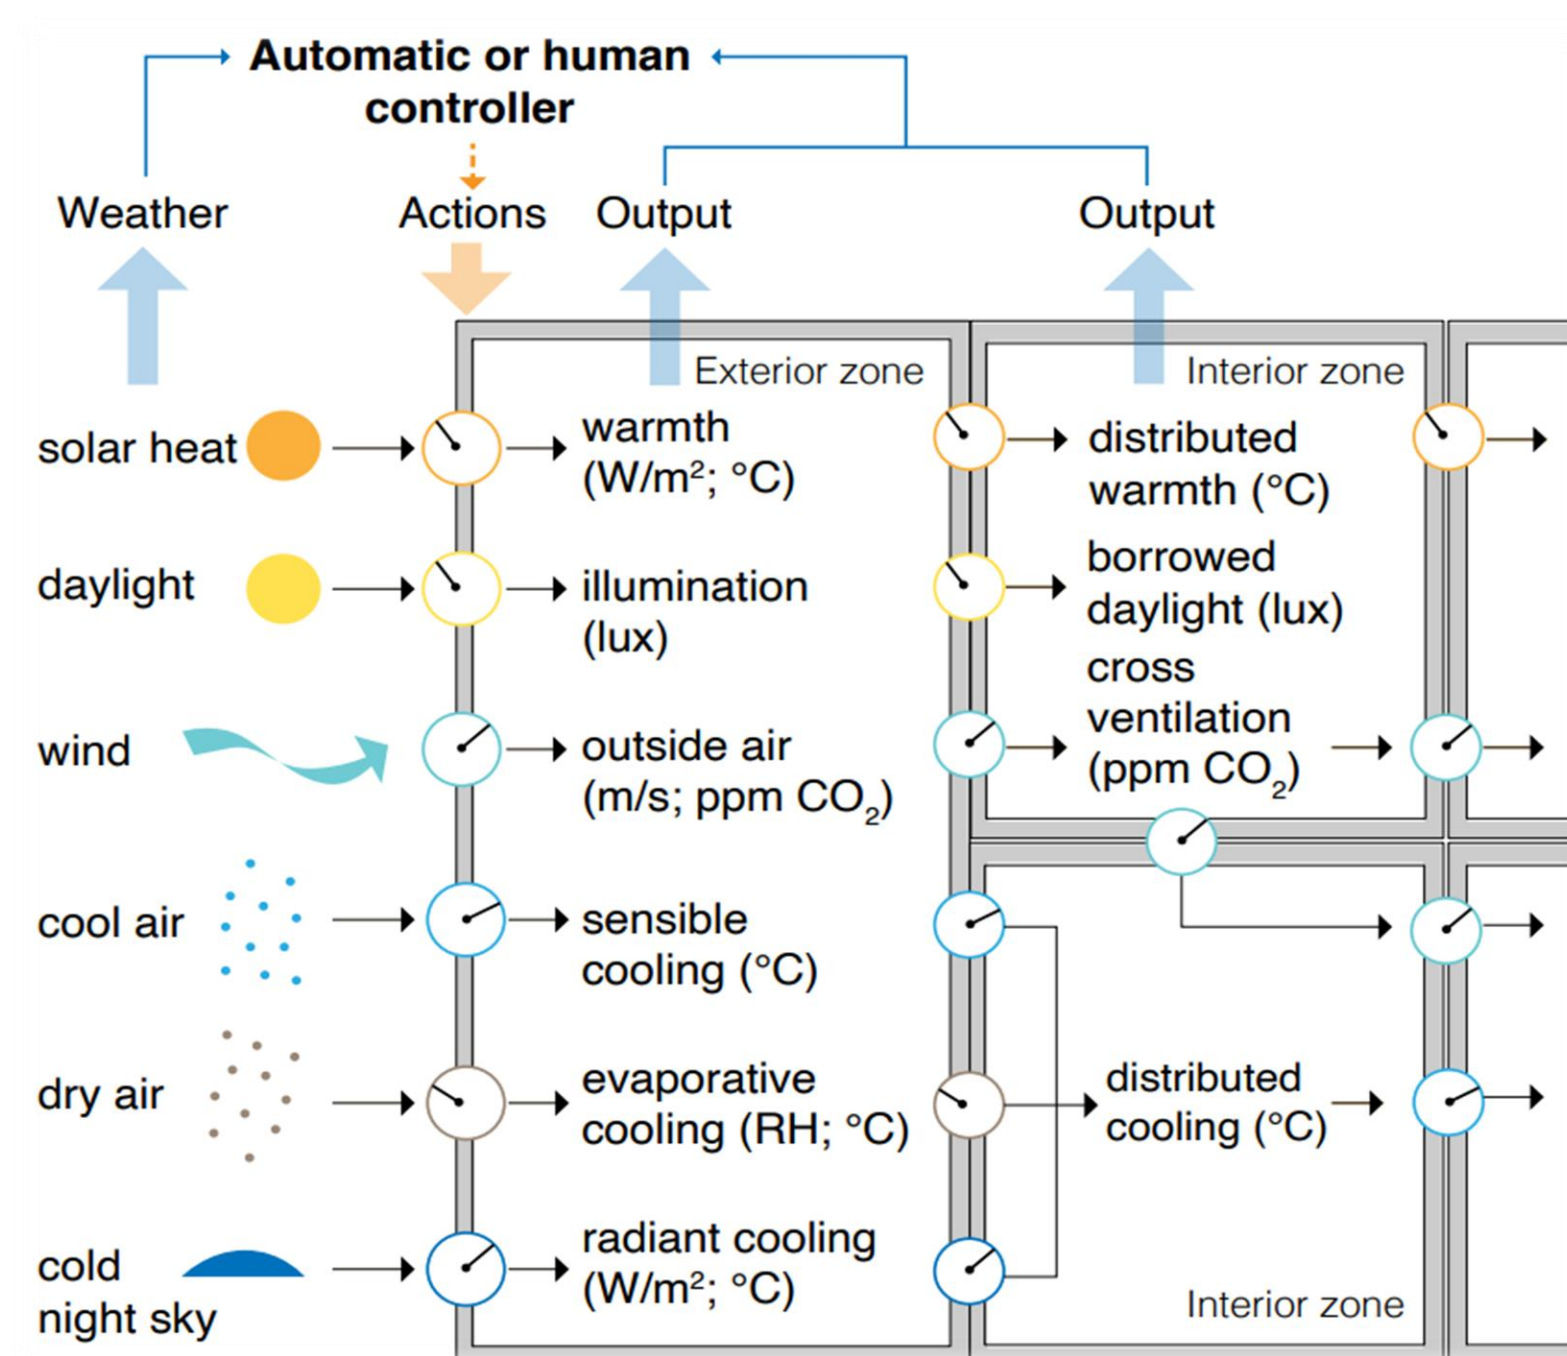 Automatic or human
controller
Weather
Actions
Output
Output
Exterior zone
Interior zone
solar heat
warmth
(W/m²; °C)
distributed
warmth (°C)
daylight
illumination
(lux)
borrowed
daylight (lux)
wind
outside air
(m/s; ppm CO₂)
cross
ventilation
(ppm CO₂)
cool air
sensible
cooling (°C)
dry air
evaporative
cooling (RH; °C)
distributed
cooling (°C)
cold
night sky
radiant cooling
(W/m²; °C)
Interior zone